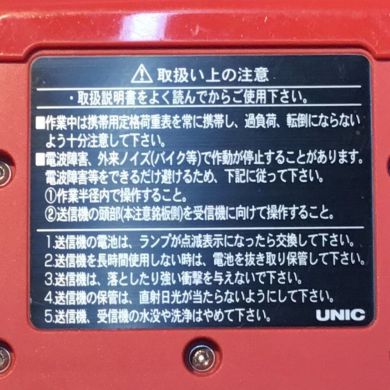 ⚠取扱い上の注意
・取扱説明書をよく読んでからご使用下さい。
■作業中は携帯用定格荷重表を常に携帯し、過負荷、転倒にならない
よう十分注意して下さい。
■電波障害、外来ノイズ(バイク等)で作動が停止することがあります。
電波障害等をできるだけ避けるため、下記に従って下さい。
①作業半径内で操作すること。
②送信機の頭部(本注意銘板側)を受信機に向けて操作すること。
1.送信機の電池は、ランプが点滅表示になったら交換して下さい。
2.送信機を長時間使用しない時は、電池を抜き取り保管して下さい。
3.送信機は、落としたり強い衝撃を与えないで下さい。
4.送信機の保管は、直射日光が当たらないようにして下さい。
5.送信機、受信機の水没や洗浄はやめて下さい。
UNIC